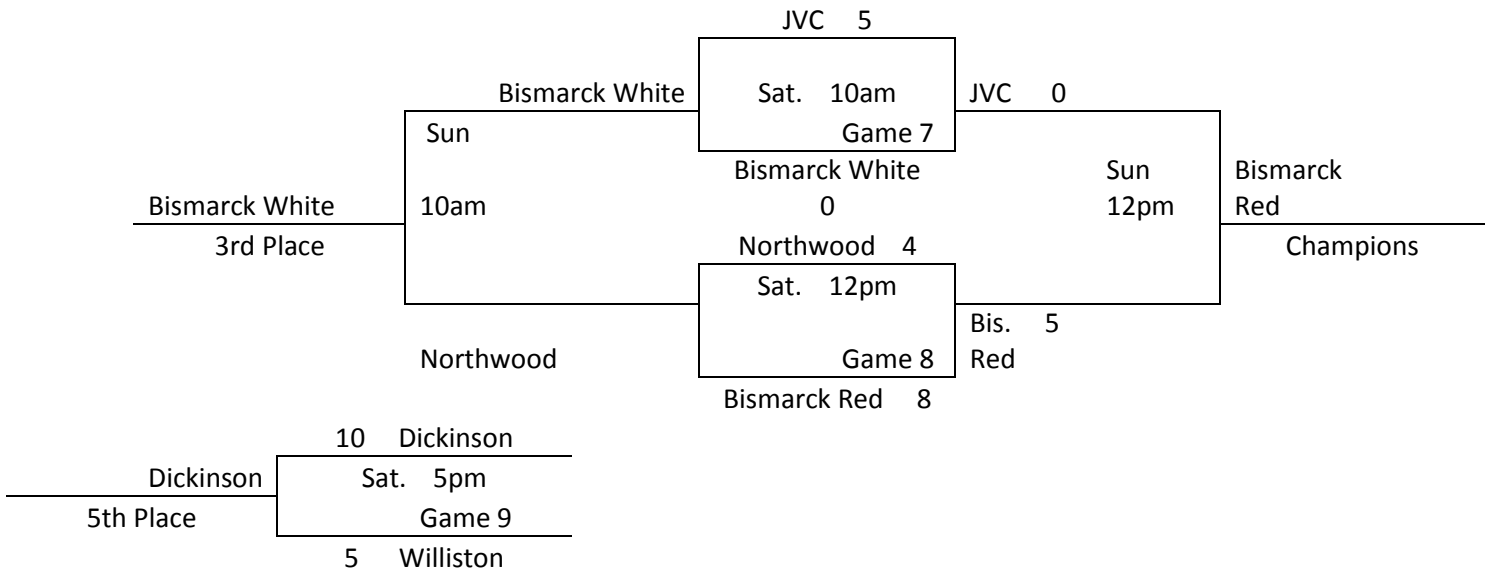 JVC 5
Bismarck White Sat. 10am JVC 0
Sun Game 7
Bismarck White Sun Bismarck
Bismarck White 10am 0 12pm Red
3rd Place Northwood 4 Champions
Sat. 12pm
Bis. 5
Northwood Game 8 Red
Bismarck Red 8
10 Dickinson
Dickinson Sat. 5pm
5th Place Game 9
5 Williston